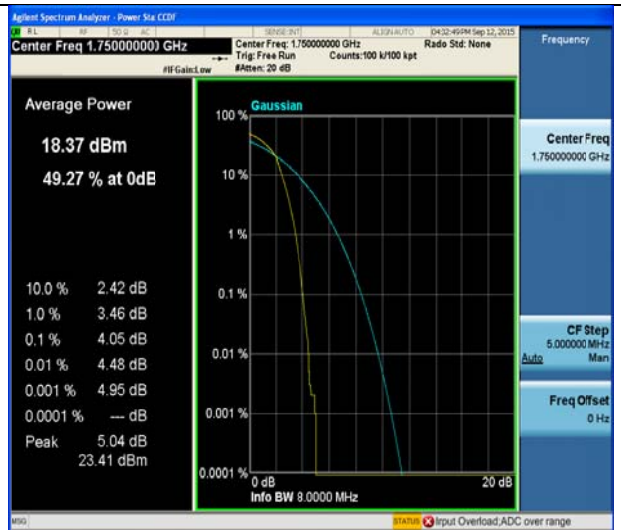 Agilent Spectrum Analyzer - Power Stat CCDF
RL RF 50 Ω AC SENSE:INT ALIGN AUTO 04:32:49 PM Sep 12, 2015
Center Freq 1.750000000 GHz
Center Freq: 1.750000000 GHz Radio Std: None
Trig: Free Run Counts:100 k/100 kpt
#IFGain:Low #Atten: 20 dB
Frequency
Average Power
18.37 dBm
49.27 % at 0dB
10.0 % 2.42 dB
1.0 % 3.46 dB
0.1 % 4.05 dB
0.01 % 4.48 dB
0.001 % 4.95 dB
0.0001 % --- dB
Peak 5.04 dB
23.41 dBm
Gaussian
100 %
10 %
1 %
0.1 %
0.01 %
0.001 %
0.0001 %
0 dB 20 dB
Info BW 8.0000 MHz
Center Freq
1.750000000 GHz
CF Step
5.000000 MHz
Auto Man
Freq Offset
0 Hz
MSG STATUS Input Overload;ADC over range